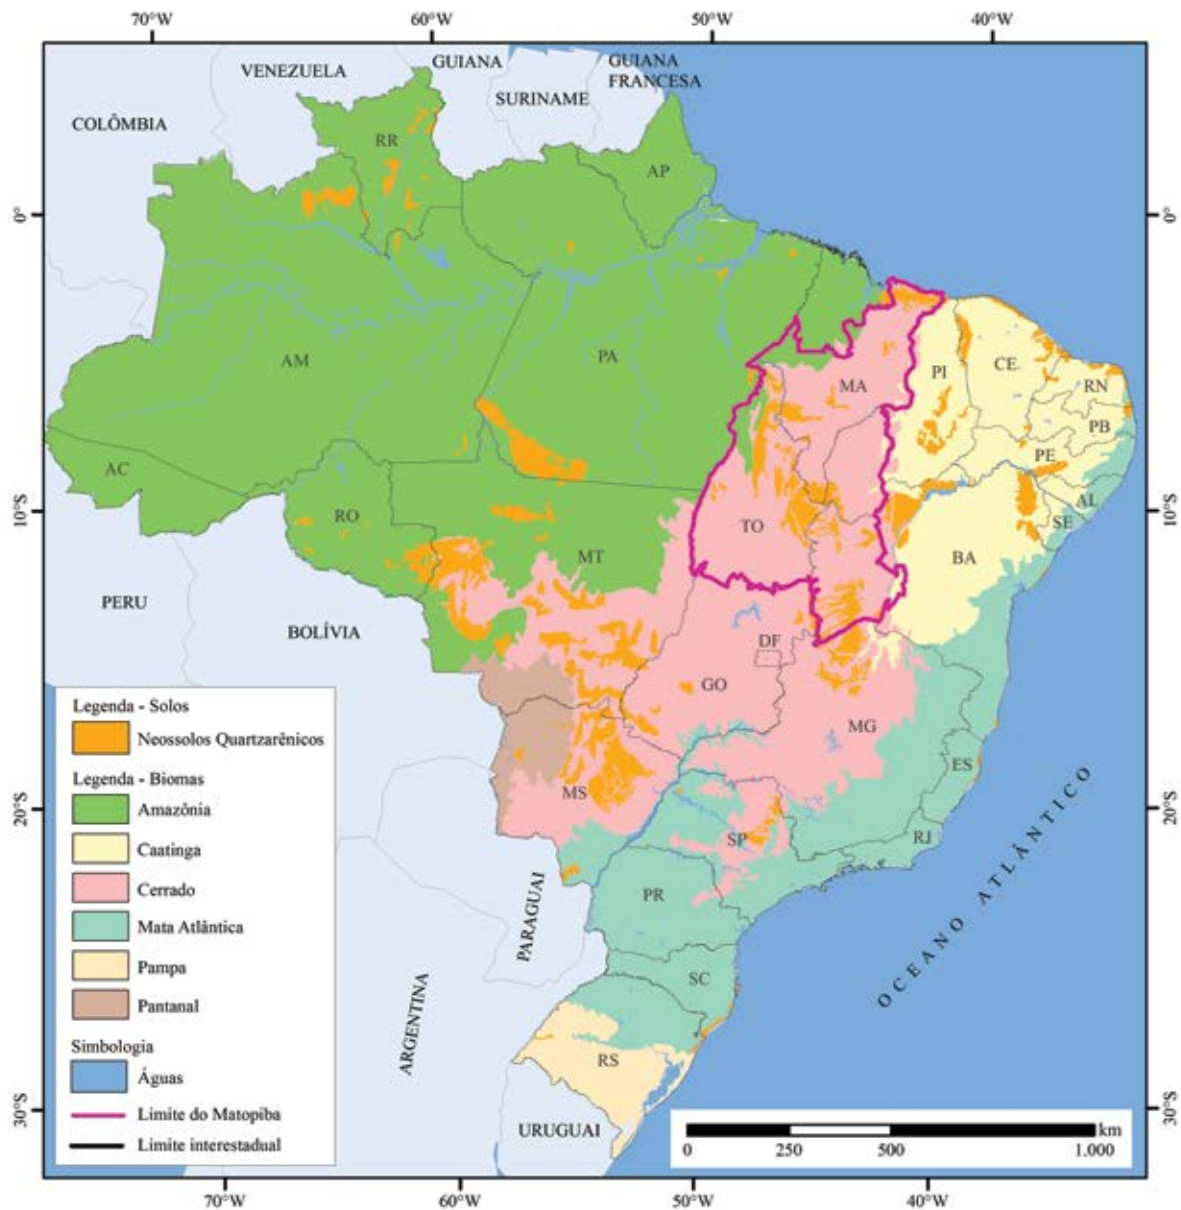 70°W 60°W 50°W 40°W
VENEZUELA
GUIANA
GUIANA
FRANCESA
SURINAME
COLÔMBIA
RR
AP
0°
0°
AM
PA
MA
PI
CE
RN
PB
PE
AC
AL
SE
10°S
10°S
RO
TO
MT
BA
PERU
BOLÍVIA
DF
GO
MG
ES
MS
20°S
20°S
SP
RJ
PARAGUAI
PR
SC
OCEANO ATLÂNTICO
ARGENTINA
RS
URUGUAI
30°S
30°S
Legenda - Solos
Neossolos Quartzarênicos
Legenda - Biomas
Amazônia
Caatinga
Cerrado
Mata Atlântica
Pampa
Pantanal
Simbologia
Águas
Limite do Matopiba
Limite interestadual
km
0 250 500 1.000
70°W 60°W 50°W 40°W